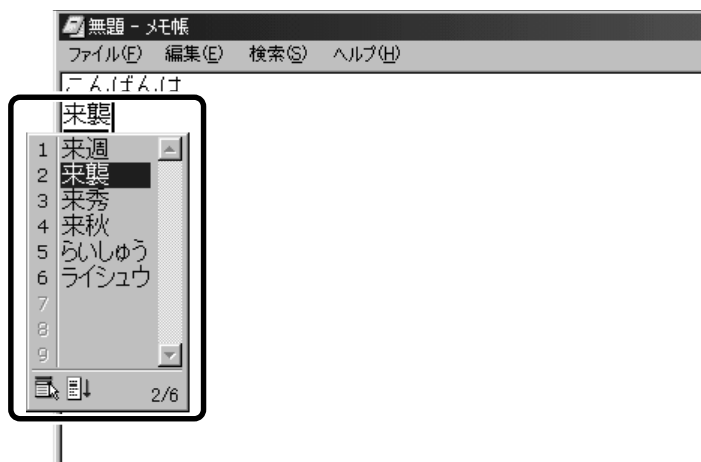 無題 - メモ帳
ファイル(F) 編集(E) 検索(S) ヘルプ(H)
こんばんは
来襲
1 来週
2 来襲
3 来秀
4 来秋
5 らいしゅう
6 ライシュウ
7
8
9
2/6